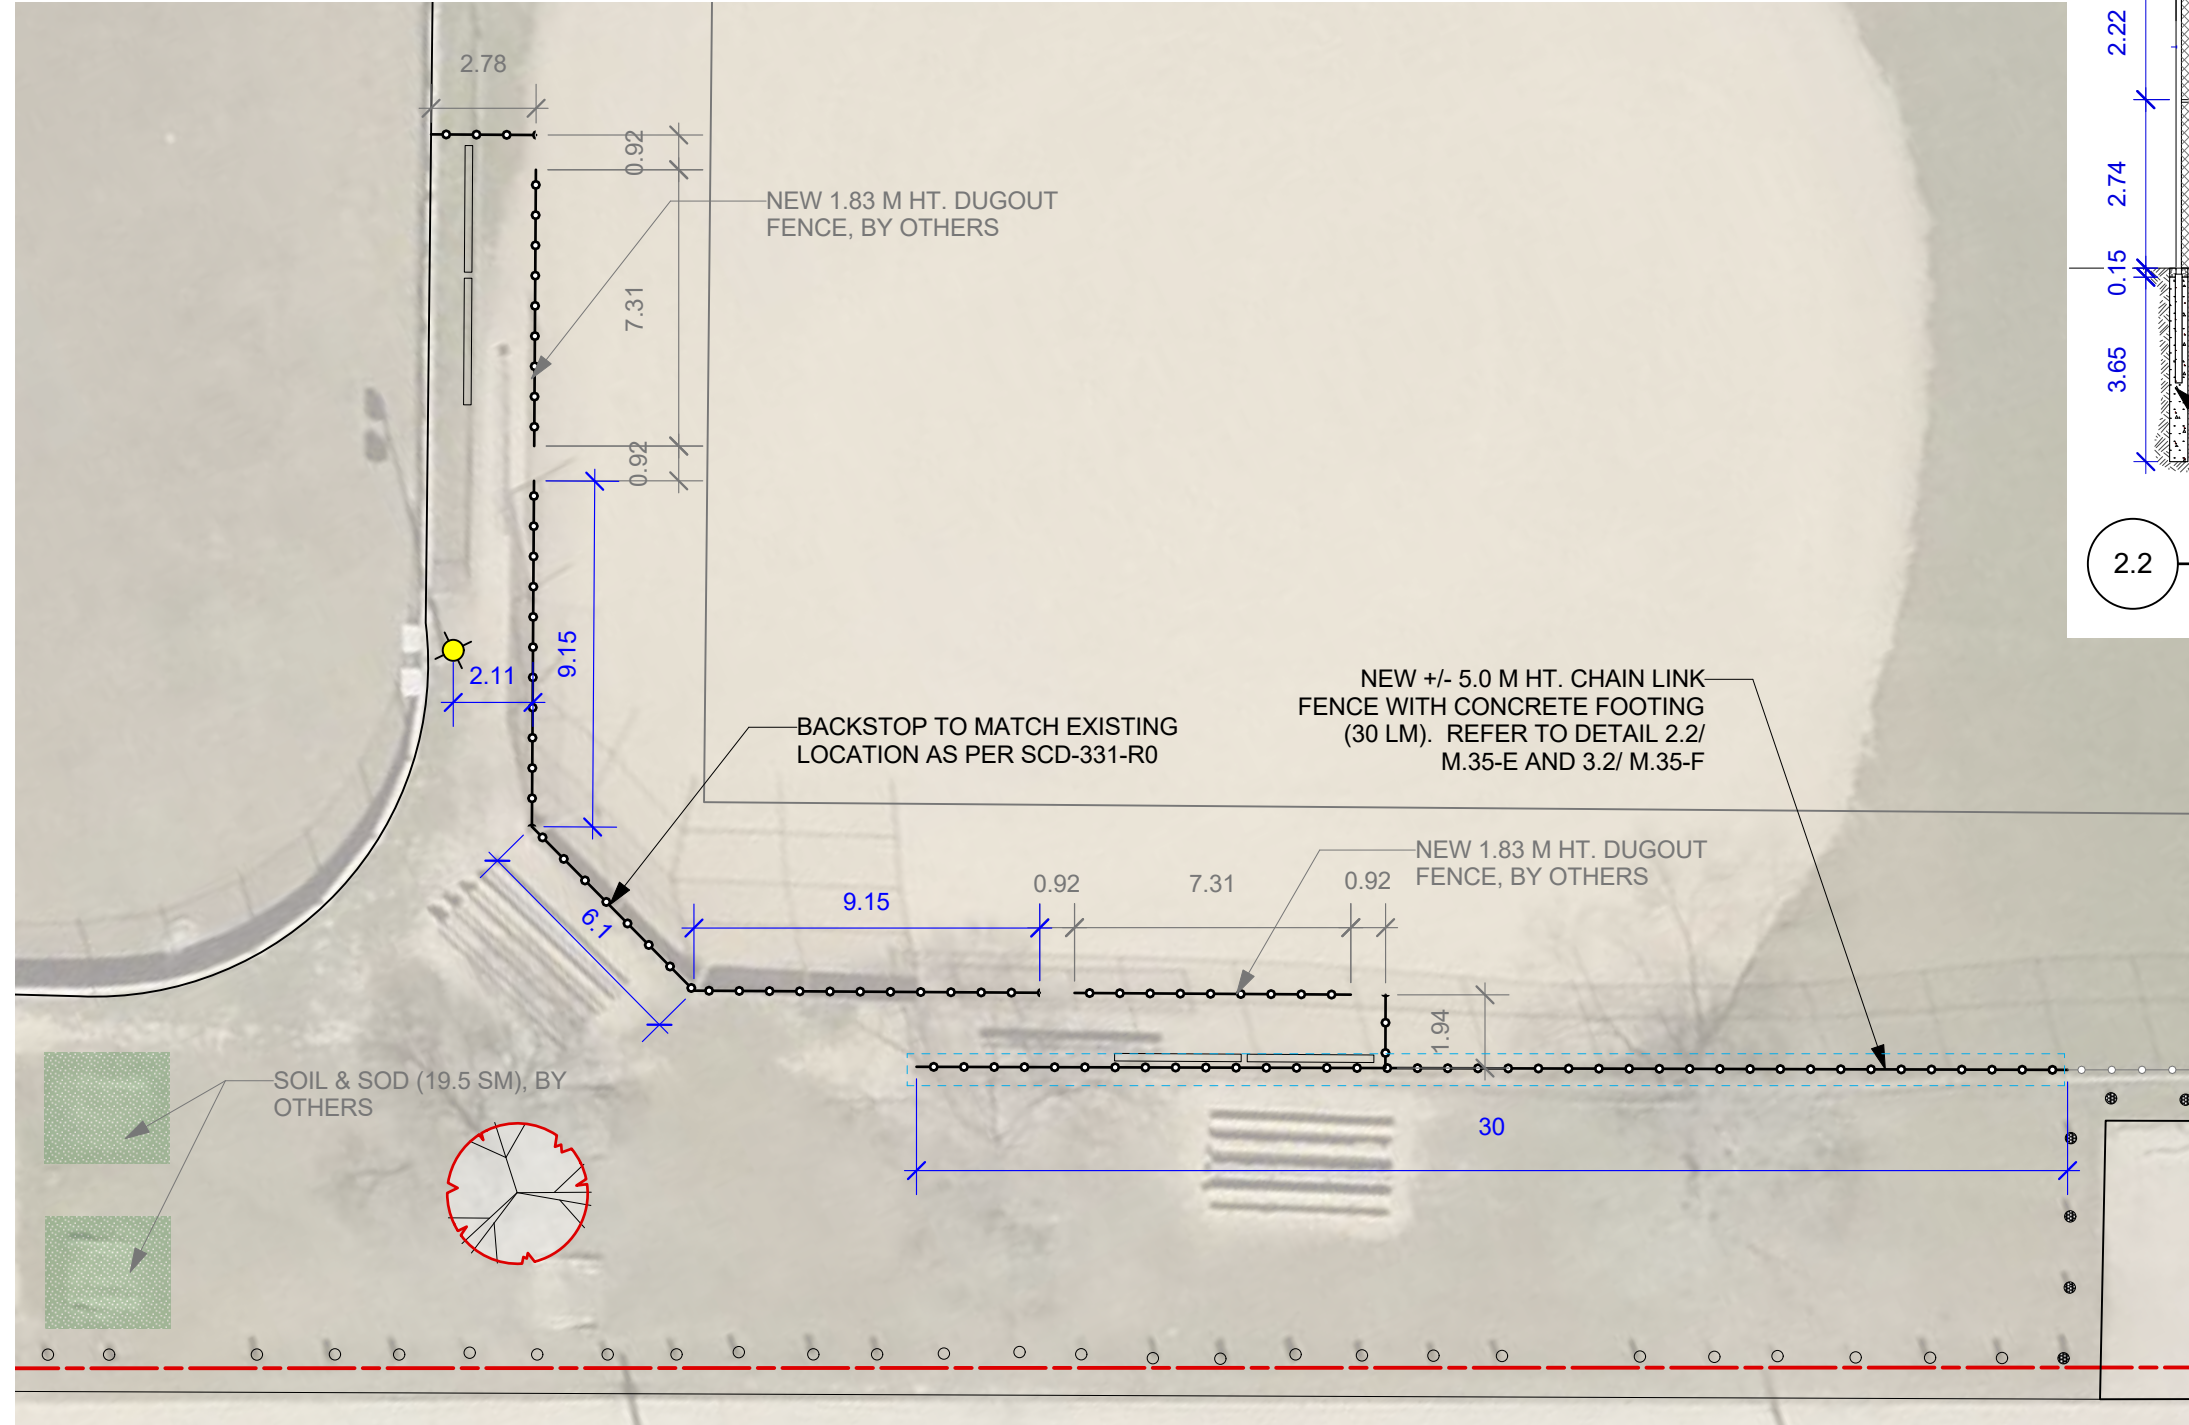 2.78
0.92
NEW 1.83 M HT. DUGOUT
FENCE, BY OTHERS
7.31
0.92
9.15
2.11
BACKSTOP TO MATCH EXISTING
LOCATION AS PER SCD-331-R0
NEW +/- 5.0 M HT. CHAIN LINK
FENCE WITH CONCRETE FOOTING
(30 LM).  REFER TO DETAIL 2.2/
M.35-E AND 3.2/ M.35-F
NEW 1.83 M HT. DUGOUT
FENCE, BY OTHERS
6.1
9.15
0.92
7.31
0.92
1.94
30
SOIL & SOD (19.5 SM), BY
OTHERS
2.22
2.74
0.15
3.65
2.2